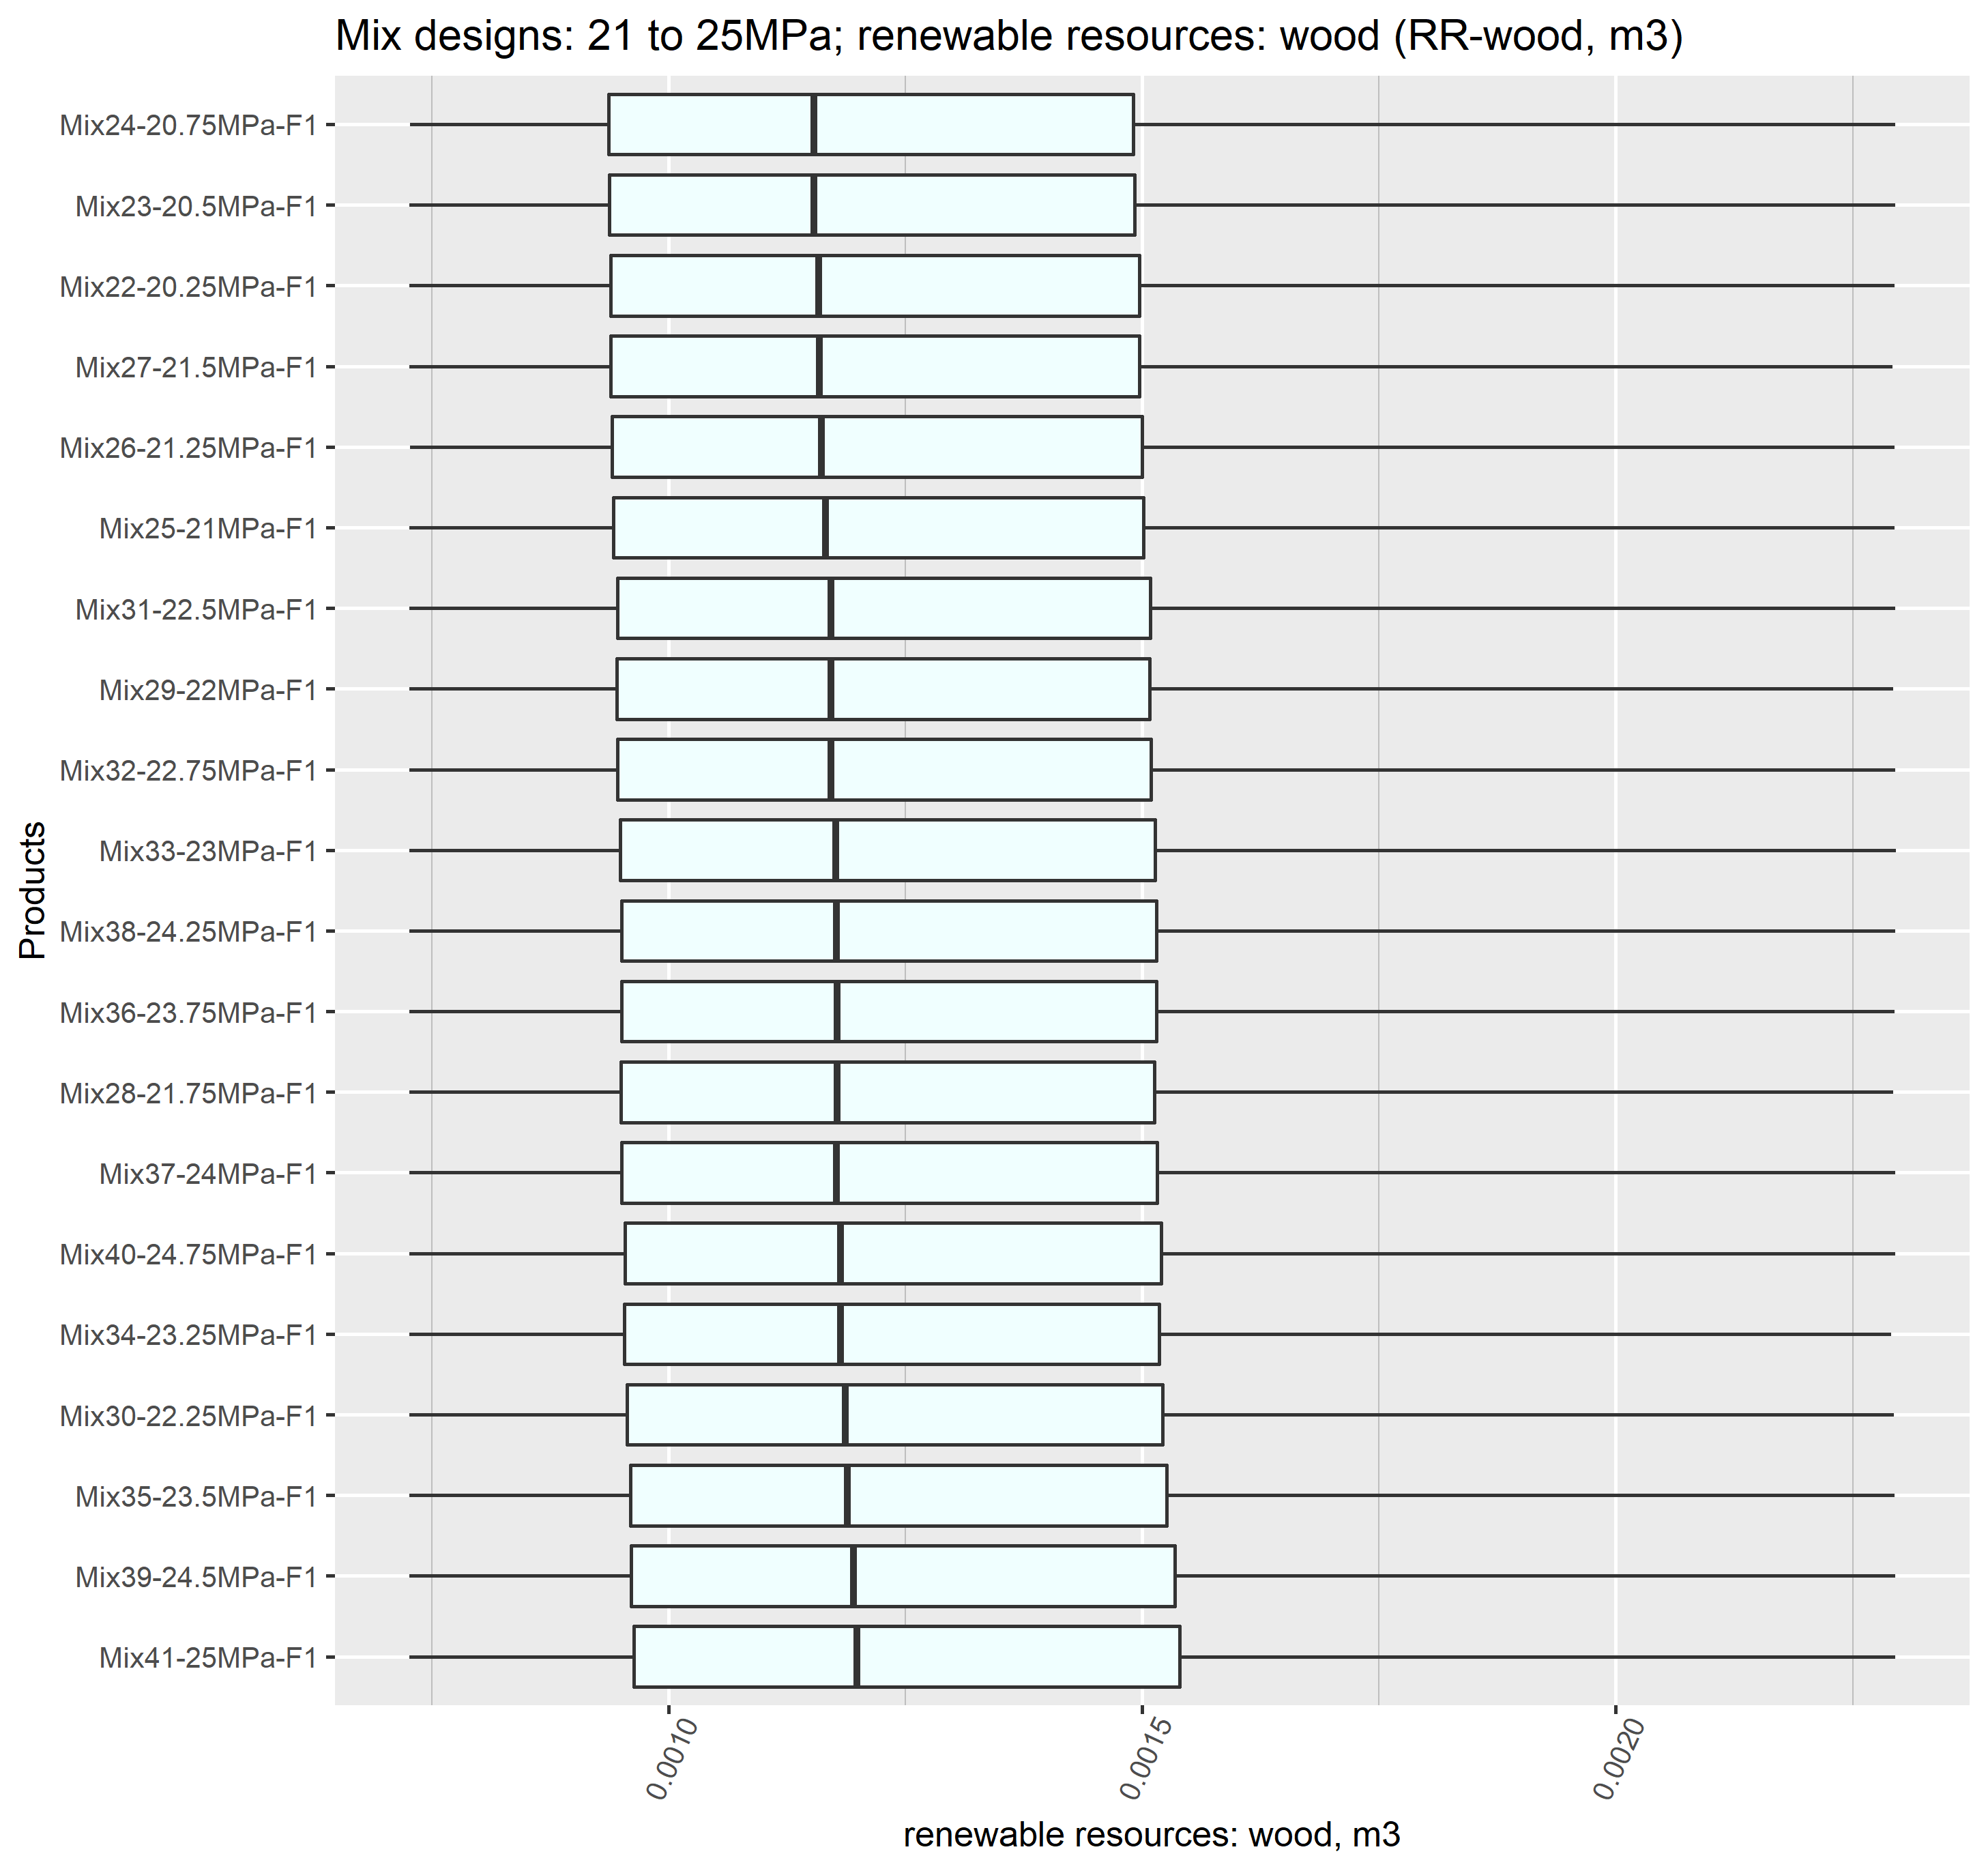 Mix designs: 21 to 25MPa; renewable resources: wood (RR-wood, m3)
Products
Mix24-20.75MPa-F1
Mix23-20.5MPa-F1
Mix22-20.25MPa-F1
Mix27-21.5MPa-F1
Mix26-21.25MPa-F1
Mix25-21MPa-F1
Mix31-22.5MPa-F1
Mix29-22MPa-F1
Mix32-22.75MPa-F1
Mix33-23MPa-F1
Mix38-24.25MPa-F1
Mix36-23.75MPa-F1
Mix28-21.75MPa-F1
Mix37-24MPa-F1
Mix40-24.75MPa-F1
Mix34-23.25MPa-F1
Mix30-22.25MPa-F1
Mix35-23.5MPa-F1
Mix39-24.5MPa-F1
Mix41-25MPa-F1
0.0010
0.0015
0.0020
renewable resources: wood, m3